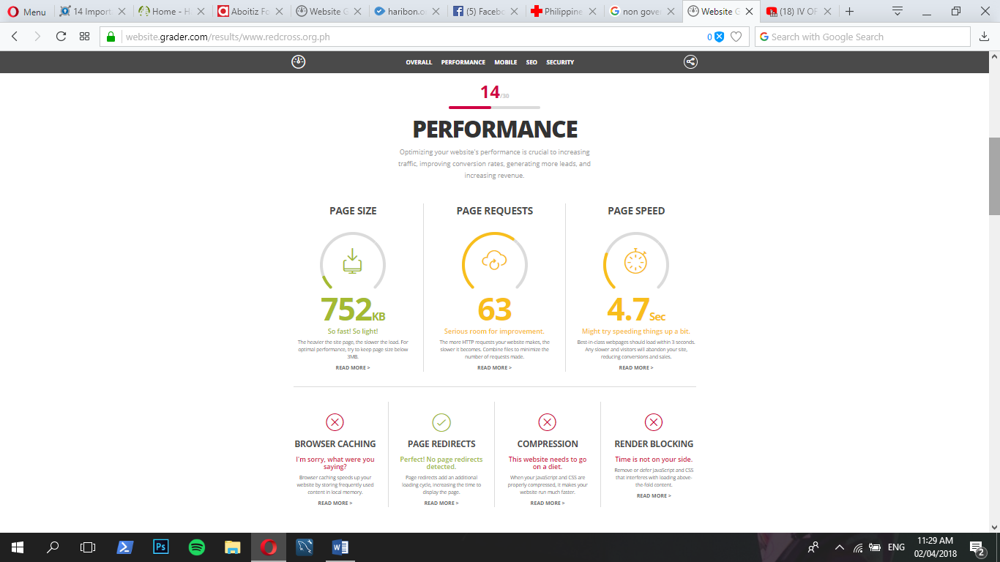 Menu
14 Import
Home - H
Aboitiz Fo
Website G
haribon.o
(5) Facebo
Philippine
non gover
Website G
(18) IV OF
website.grader.com/results/www.redcross.org.ph
0
Search with Google Search
OVERALL PERFORMANCE MOBILE SEO SECURITY
14/30
PERFORMANCE
Optimizing your website's performance is crucial to increasing
traffic, improving conversion rates, generating more leads, and
increasing revenue.
PAGE SIZE
752KB
So fast! So light!
The heavier the site page, the slower the load. For
optimal performance, try to keep page size below
3MB.
READ MORE >
PAGE REQUESTS
63
Serious room for improvement.
The more HTTP requests your website makes, the
slower it becomes. Combine files to minimize the
number of requests made.
READ MORE >
PAGE SPEED
4.7Sec
Might try speeding things up a bit.
Best-in-class webpages should load within 3 seconds.
Any slower and visitors will abandon your site,
reducing conversions and sales.
READ MORE >
BROWSER CACHING
I'm sorry, what were you
saying?
Browser caching speeds up your
website by storing frequently used
content in local memory.
READ MORE >
PAGE REDIRECTS
Perfect! No page redirects
detected.
Page redirects add an additional
loading cycle, increasing the time to
display the page.
READ MORE >
COMPRESSION
This website needs to go
on a diet.
When your JavaScript and CSS are
properly compressed, it makes your
website run much faster.
READ MORE >
RENDER BLOCKING
Time is not on your side.
Remove or defer JavaScript and CSS
that interferes with loading above-
the-fold content.
READ MORE >
Ps
ENG
11:29 AM
02/04/2018
2